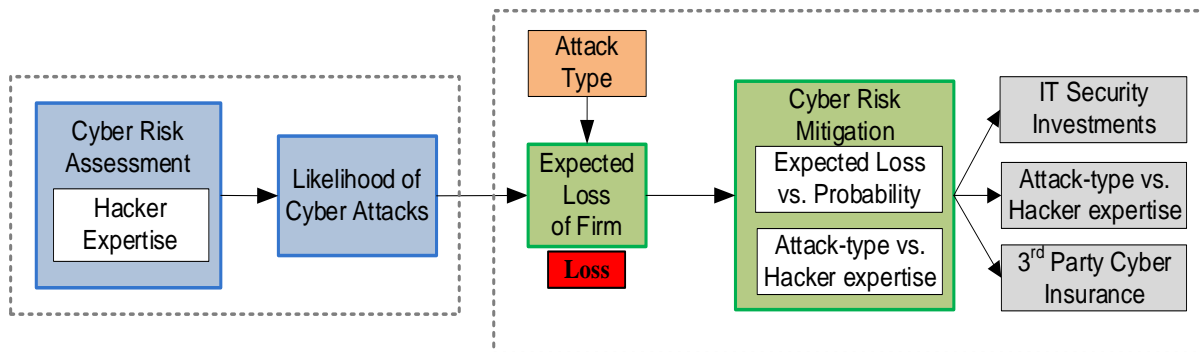 Cyber Risk
Assessment
Hacker
Expertise
Likelihood of
Cyber Attacks
Attack
Type
Expected
Loss
of Firm
Loss
Cyber Risk
Mitigation
Expected Loss
vs. Probability
Attack-type vs.
Hacker expertise
IT Security
Investments
Attack-type vs.
Hacker expertise
3rd Party Cyber
Insurance